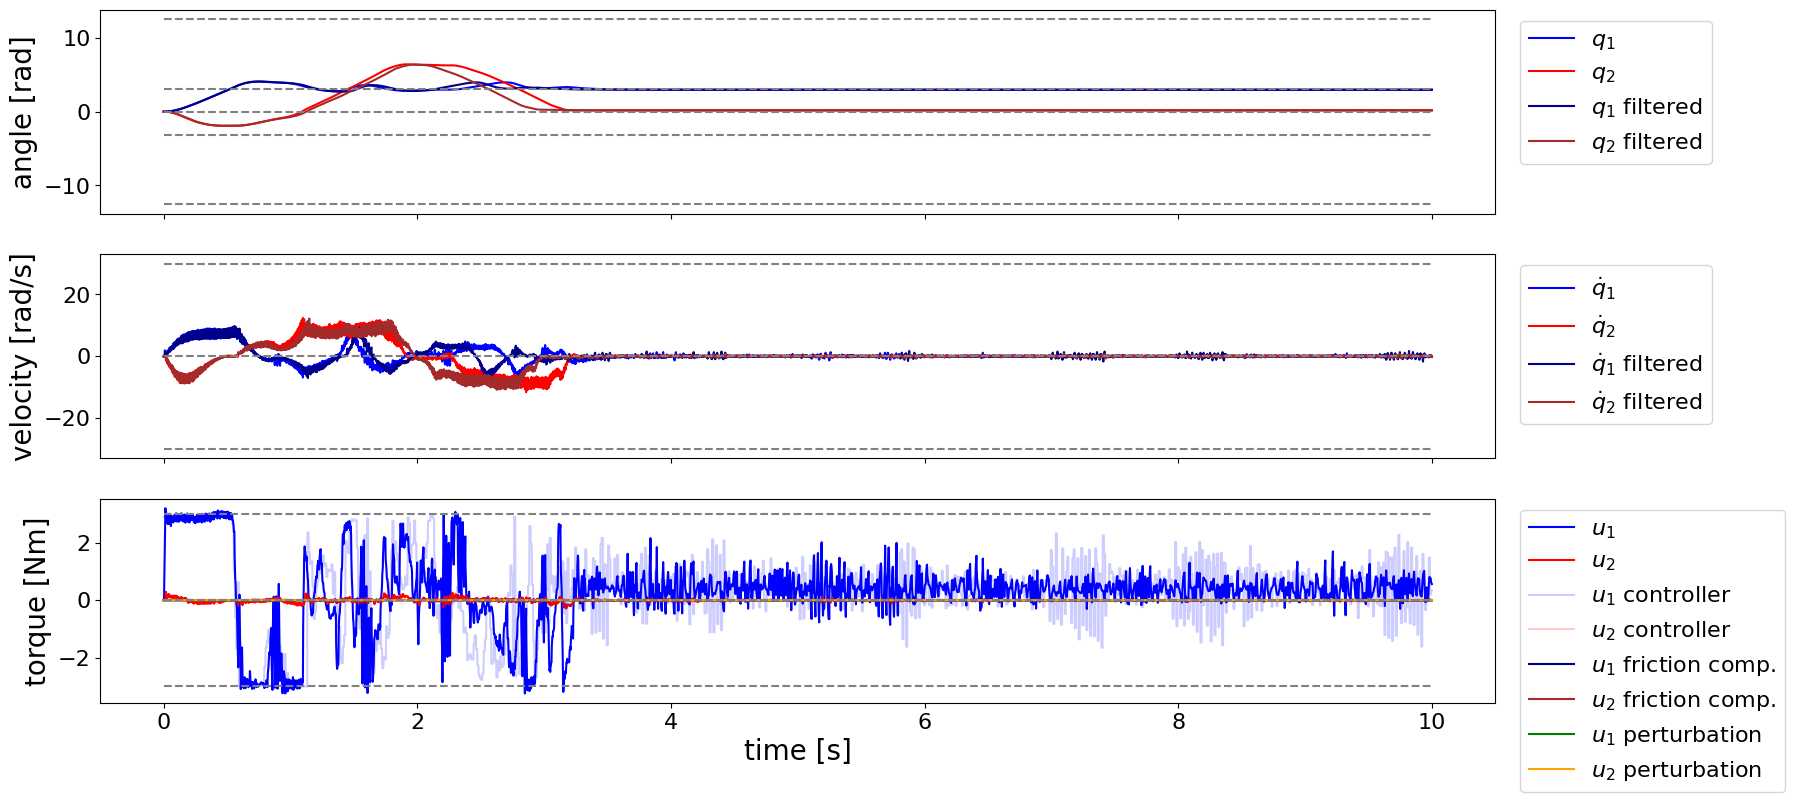 angle [rad]
10
0
−10
q₁
q₂
q₁ filtered
q₂ filtered
velocity [rad/s]
20
0
−20
q̇₁
q̇₂
q̇₁ filtered
q̇₂ filtered
torque [Nm]
2
0
−2
0 2 4 6 8 10
time [s]
u₁
u₂
u₁ controller
u₂ controller
u₁ friction comp.
u₂ friction comp.
u₁ perturbation
u₂ perturbation